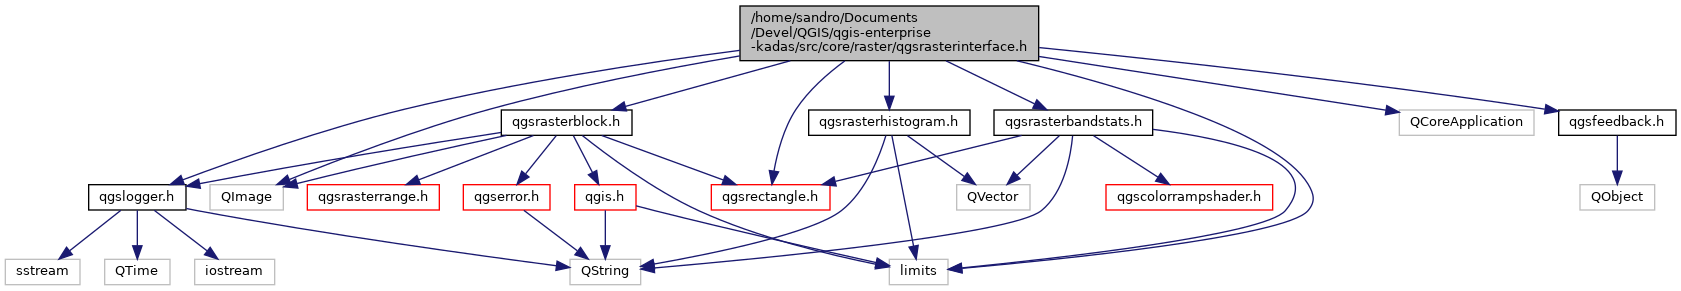 /home/sandro/Documents
/Devel/QGIS/qgis-enterprise
-kadas/src/core/raster/qgsrasterinterface.h
qgsrasterblock.h
qgsrasterhistogram.h
qgsrasterbandstats.h
QCoreApplication
qgsfeedback.h
qgslogger.h
QImage
qgsrasterrange.h
qgserror.h
qgis.h
qgsrectangle.h
QVector
qgscolorrampshader.h
QObject
sstream
QTime
iostream
QString
limits